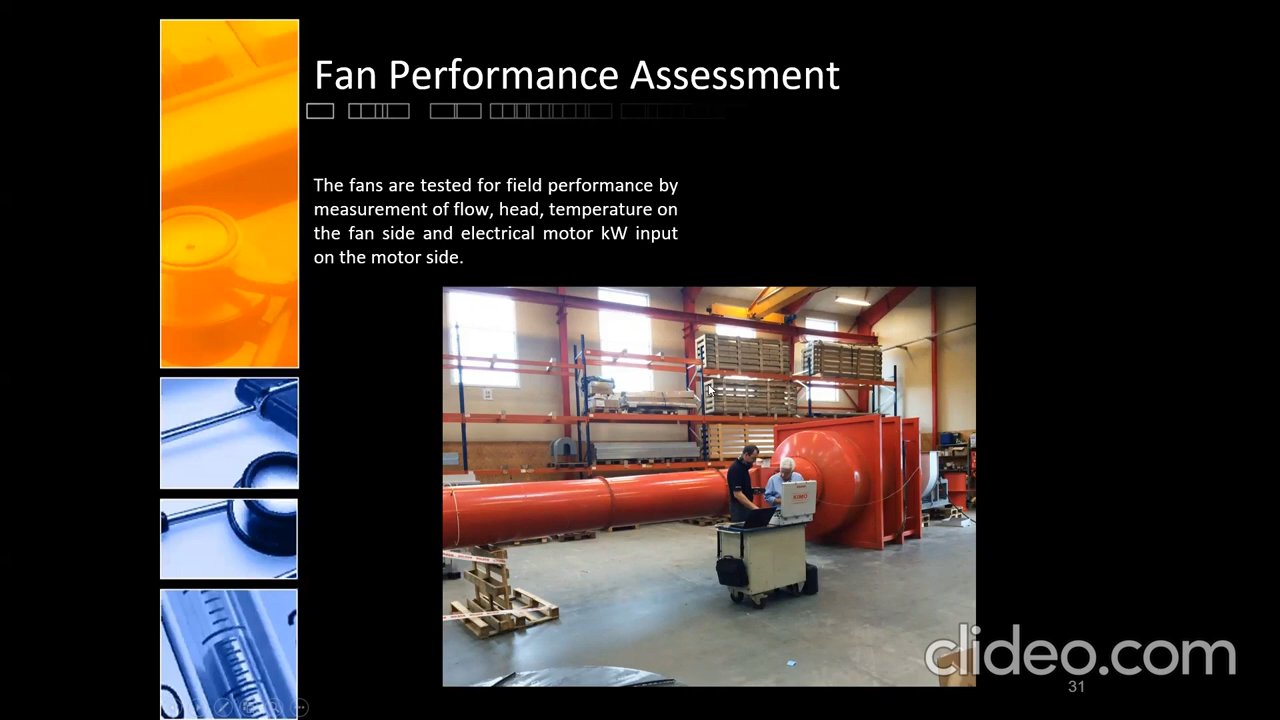 Fan Performance Assessment
The fans are tested for field performance by
measurement of flow, head, temperature on
the fan side and electrical motor kW input
on the motor side.
SIMO
clideo.com
31